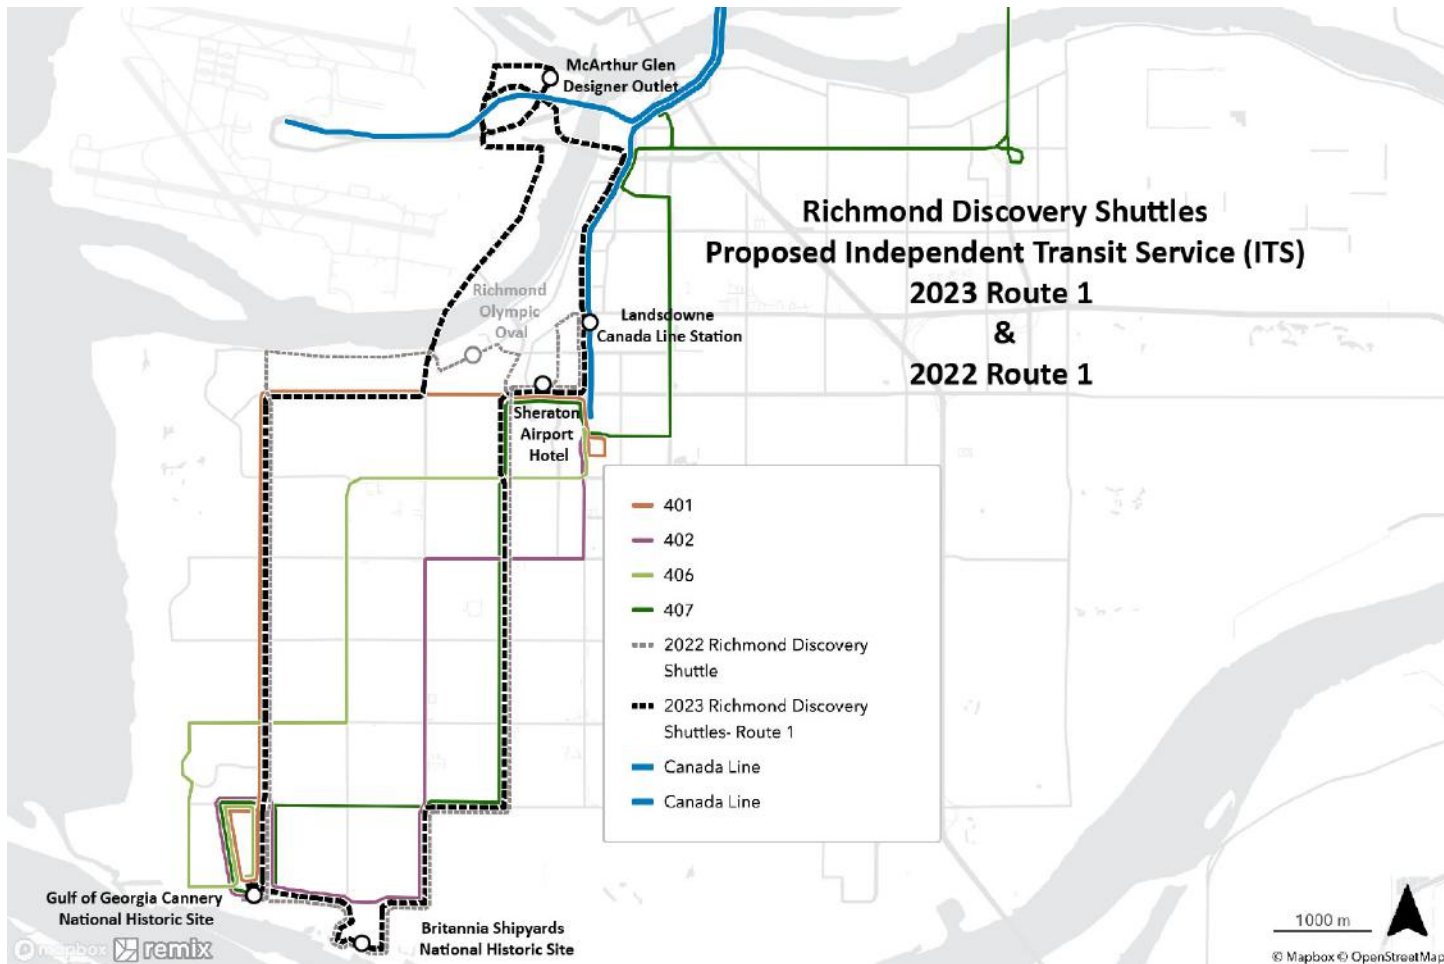 McArthur Glen
Designer Outlet
Richmond Discovery Shuttles
Proposed Independent Transit Service (ITS)
2023 Route 1
&
2022 Route 1
Richmond
Olympic
Oval
Landsdowne
Canada Line Station
Sheraton
Airport
Hotel
401
402
406
407
2022 Richmond Discovery
Shuttle
2023 Richmond Discovery
Shuttles- Route 1
Canada Line
Canada Line
Gulf of Georgia Cannery
National Historic Site
Britannia Shipyards
National Historic Site
1000 m
mapbox remix
© Mapbox © OpenStreetMap